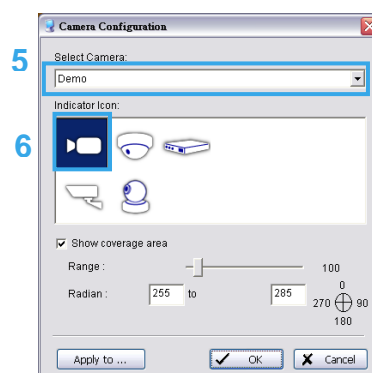 Camera Configuration
5
Select Camera:
Demo
Indicator Icon:
6
Show coverage area
Range :
100
Radian :
255 to 285
0
270 90
180
Apply to ...
OK
Cancel